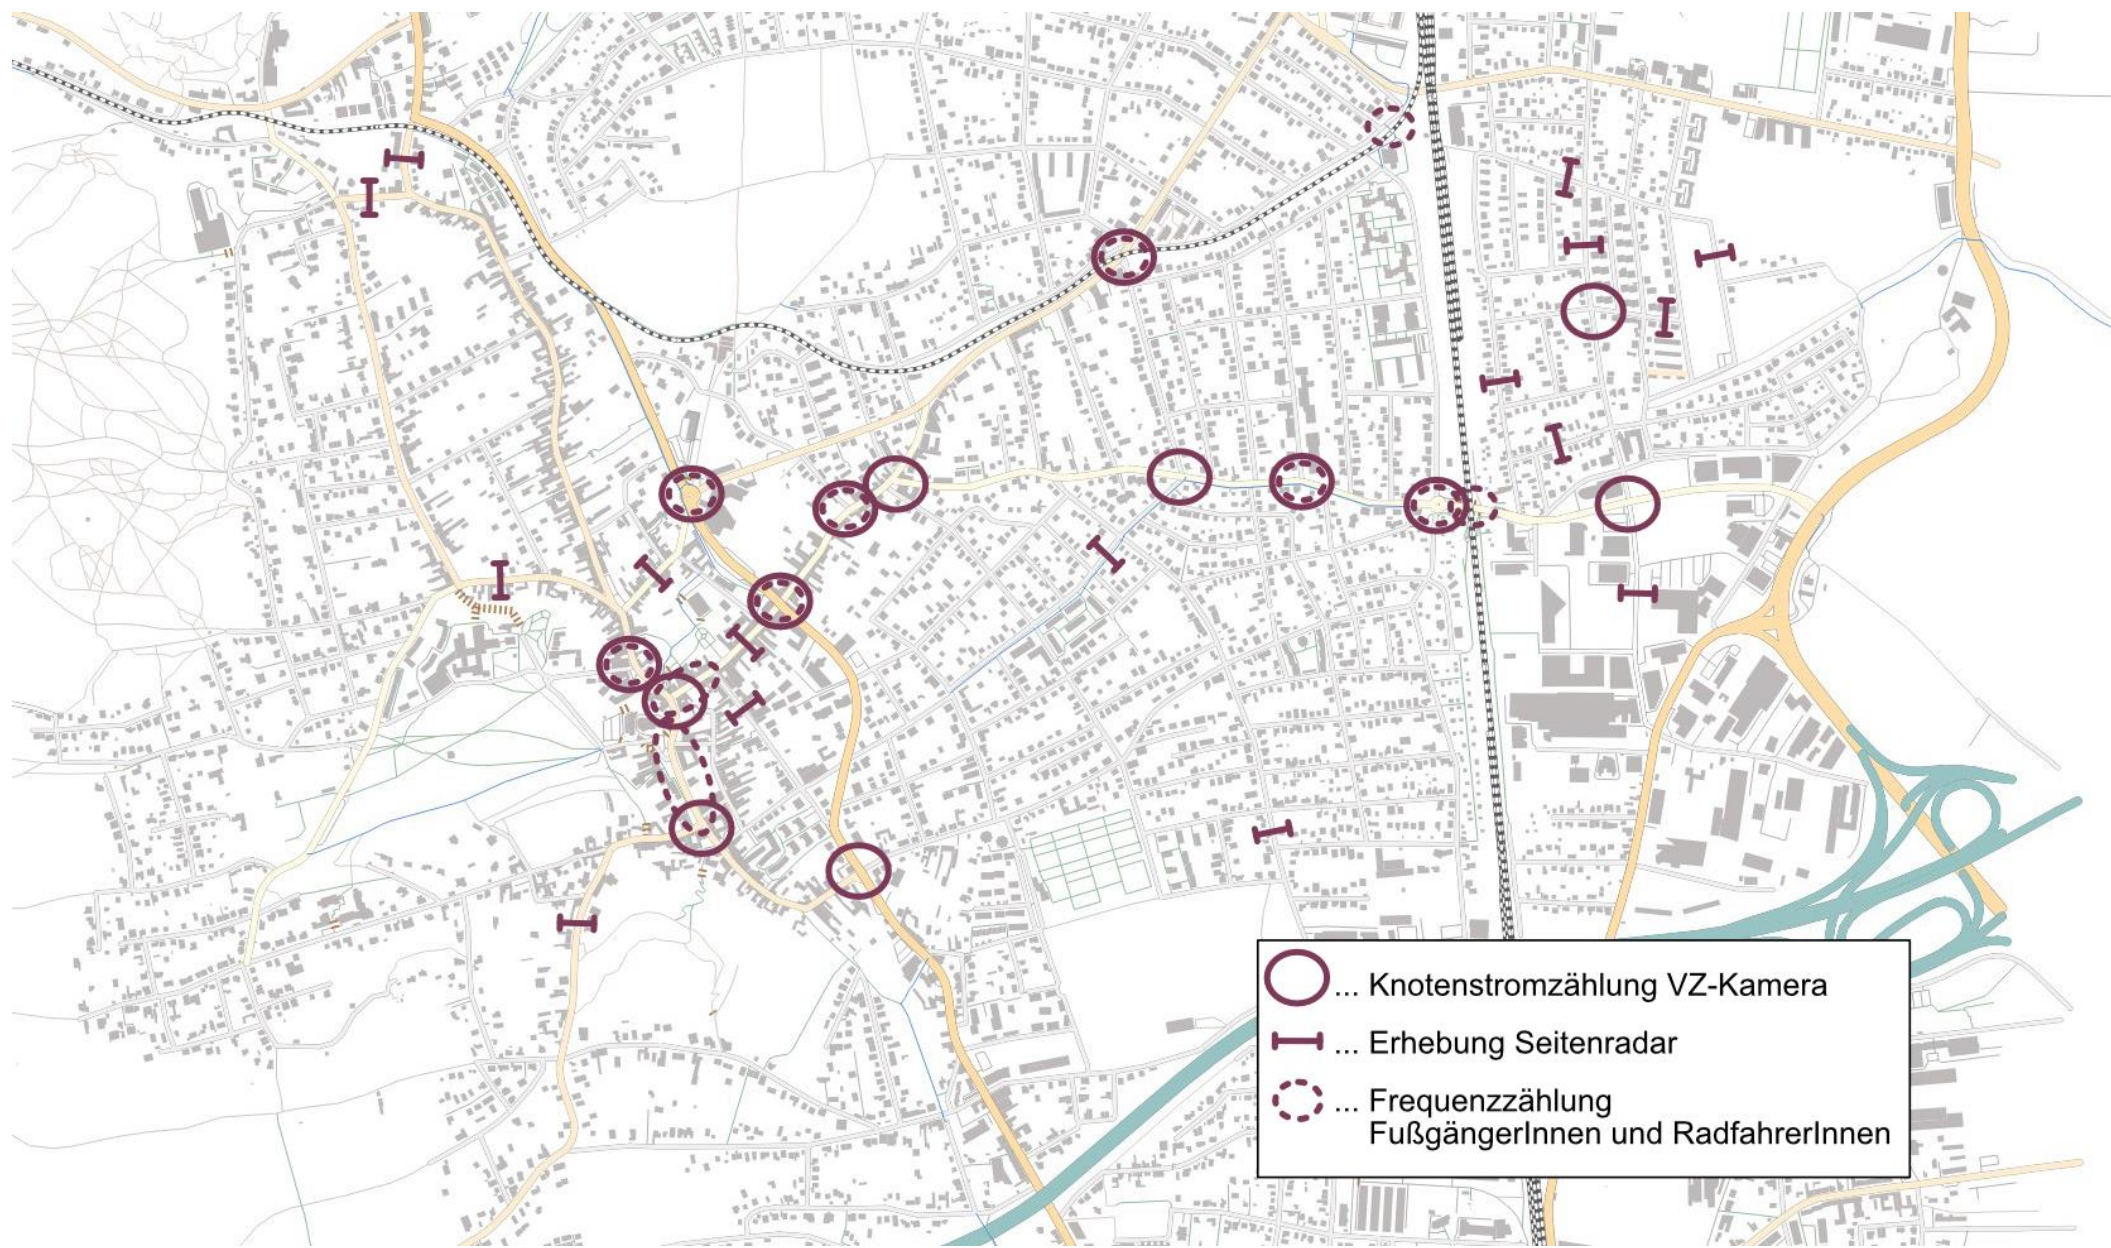 ... Knotenstromzählung VZ-Kamera
... Erhebung Seitenradar
... Frequenzzählung
FußgängerInnen und RadfahrerInnen